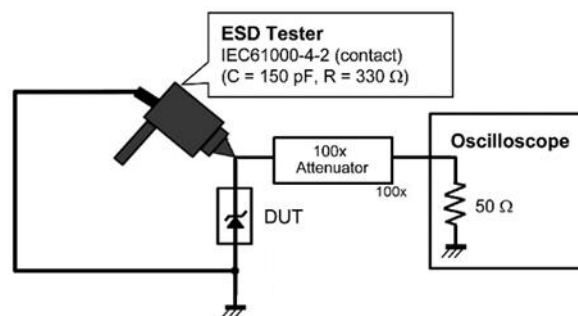 ESD Tester
IEC61000-4-2 (contact)
(C = 150 pF, R = 330 Ω)
100x
Attenuator
100x
Oscilloscope
50 Ω
DUT